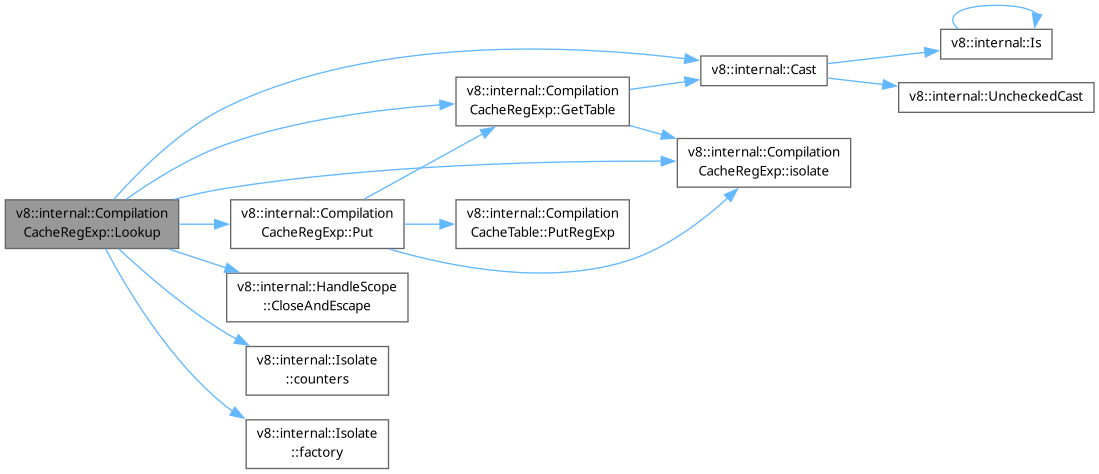 v8::internal::Is
v8::internal::Cast
v8::internal::UncheckedCast
v8::internal::Compilation
CacheRegExp::GetTable
v8::internal::Compilation
CacheRegExp::isolate
v8::internal::Compilation
CacheRegExp::Lookup
v8::internal::Compilation
CacheRegExp::Put
v8::internal::Compilation
CacheTable::PutRegExp
v8::internal::HandleScope
::CloseAndEscape
v8::internal::Isolate
::counters
v8::internal::Isolate
::factory